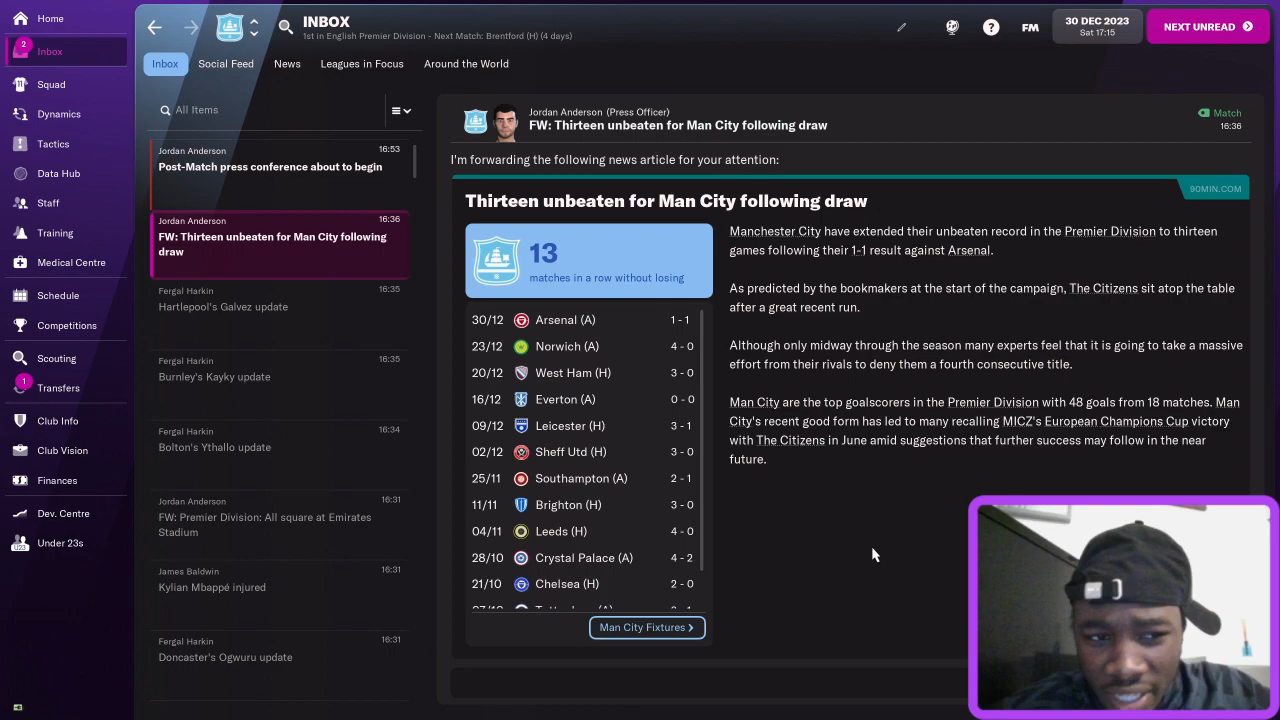 Home
2
Inbox
Squad
Dynamics
Tactics
Data Hub
Staff
Training
Medical Centre
Schedule
Competitions
Scouting
1
Transfers
Club Info
Club Vision
Finances
Dev. Centre
U23
Under 23s
INBOX
1st in English Premier Division - Next Match: Brentford (H) (4 days)
?
FM
30 DEC 2023
Sat 17:15
NEXT UNREAD
Inbox
Social Feed
News
Leagues in Focus
Around the World
All Items
Jordan Anderson 16:53
Post-Match press conference about to begin
Jordan Anderson 16:36
FW: Thirteen unbeaten for Man City following
draw
Fergal Harkin 16:35
Hartlepool's Galvez update
Fergal Harkin 16:35
Burnley's Kayky update
Fergal Harkin 16:34
Bolton's Ythallo update
Jordan Anderson 16:31
FW: Premier Division: All square at Emirates
Stadium
James Baldwin 16:31
Kylian Mbappé injured
Fergal Harkin 16:31
Doncaster's Ogwuru update
Jordan Anderson (Press Officer)
FW: Thirteen unbeaten for Man City following draw
Match
16:36
I'm forwarding the following news article for your attention:
90MIN.COM
Thirteen unbeaten for Man City following draw
13
matches in a row without losing
30/12 Arsenal (A) 1 - 1
23/12 Norwich (A) 4 - 0
20/12 West Ham (H) 3 - 0
16/12 Everton (A) 0 - 0
09/12 Leicester (H) 3 - 1
02/12 Sheff Utd (H) 3 - 0
25/11 Southampton (A) 2 - 1
11/11 Brighton (H) 3 - 0
04/11 Leeds (H) 4 - 0
28/10 Crystal Palace (A) 4 - 2
21/10 Chelsea (H) 2 - 0
Man City Fixtures
Manchester City have extended their unbeaten record in the Premier Division to thirteen
games following their 1-1 result against Arsenal.
As predicted by the bookmakers at the start of the campaign, The Citizens sit atop the table
after a great recent run.
Although only midway through the season many experts feel that it is going to take a massive
effort from their rivals to deny them a fourth consecutive title.
Man City are the top goalscorers in the Premier Division with 48 goals from 18 matches. Man
City's recent good form has led to many recalling MICZ's European Champions Cup victory
with The Citizens in June amid suggestions that further success may follow in the near
future.